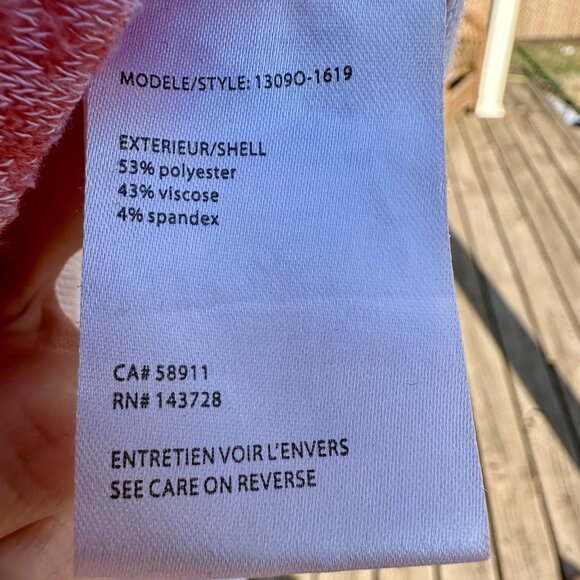 MODELE/STYLE: 1309O-1619
EXTERIEUR/SHELL
53% polyester
43% viscose
4% spandex
CA# 58911
RN# 143728
ENTRETIEN VOIR L'ENVERS
SEE CARE ON REVERSE